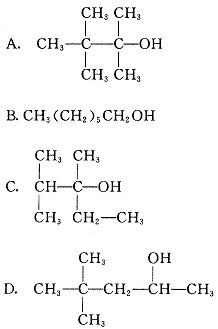 CH₃ CH₃
A. CH₃—C—C—OH
CH₃ CH₃
B. CH₃(CH₂)₅CH₂OH
CH₃ CH₃
C. CH—C—OH
CH₃ CH₂—CH₃
CH₃ OH
D. CH₃—C—CH₂—CH—CH₃
CH₃